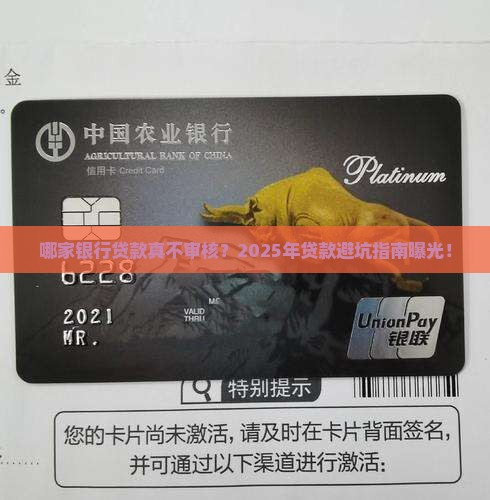 金
中国农业银行
AGRICULTURAL BANK OF CHINA
信用卡 Credit Card
Platinum
哪家银行贷款真不审核？2025年贷款避坑指南曝光！
6228
2021
VALID
THRU
MR.
UnionPay
银联
特别提示
您的卡片尚未激活，请及时在卡片背面签名，
并可通过以下渠道进行激活：